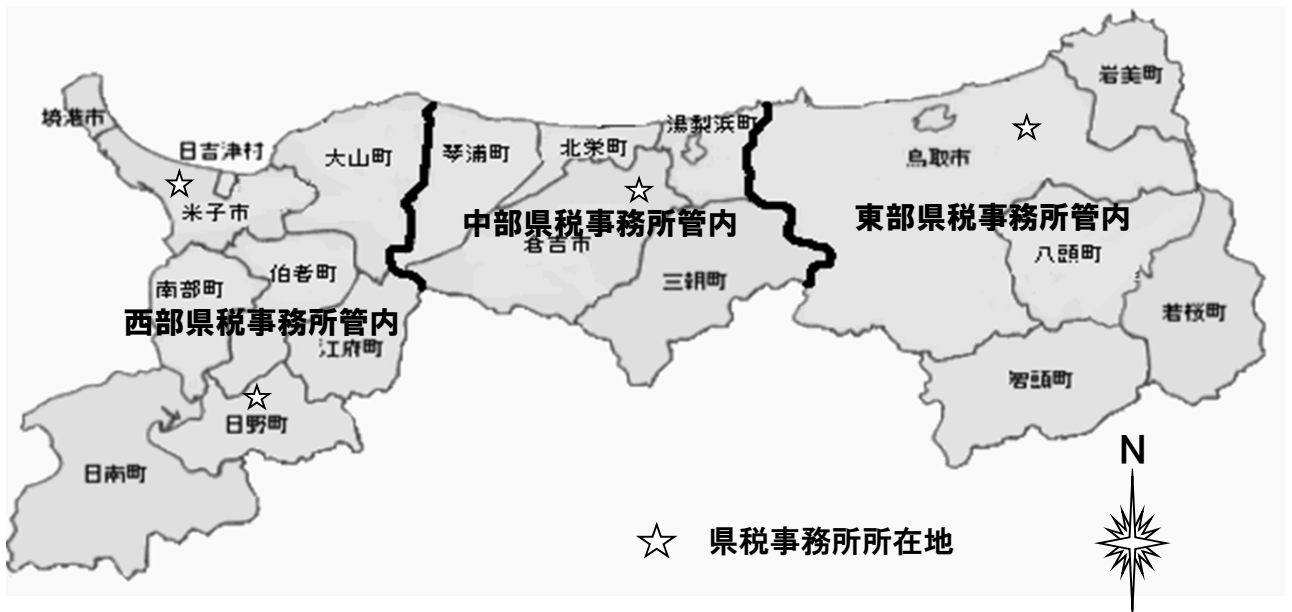 岩美町
境港市
湯梨浜町
日吉津村
大山町
琴浦町
北栄町
鳥取市
米子市
中部県税事務所管内
東部県税事務所管内
倉吉市
八頭町
伯耆町
三朝町
南部町
若桜町
西部県税事務所管内
江府町
智頭町
日野町
日南町
N
県税事務所所在地